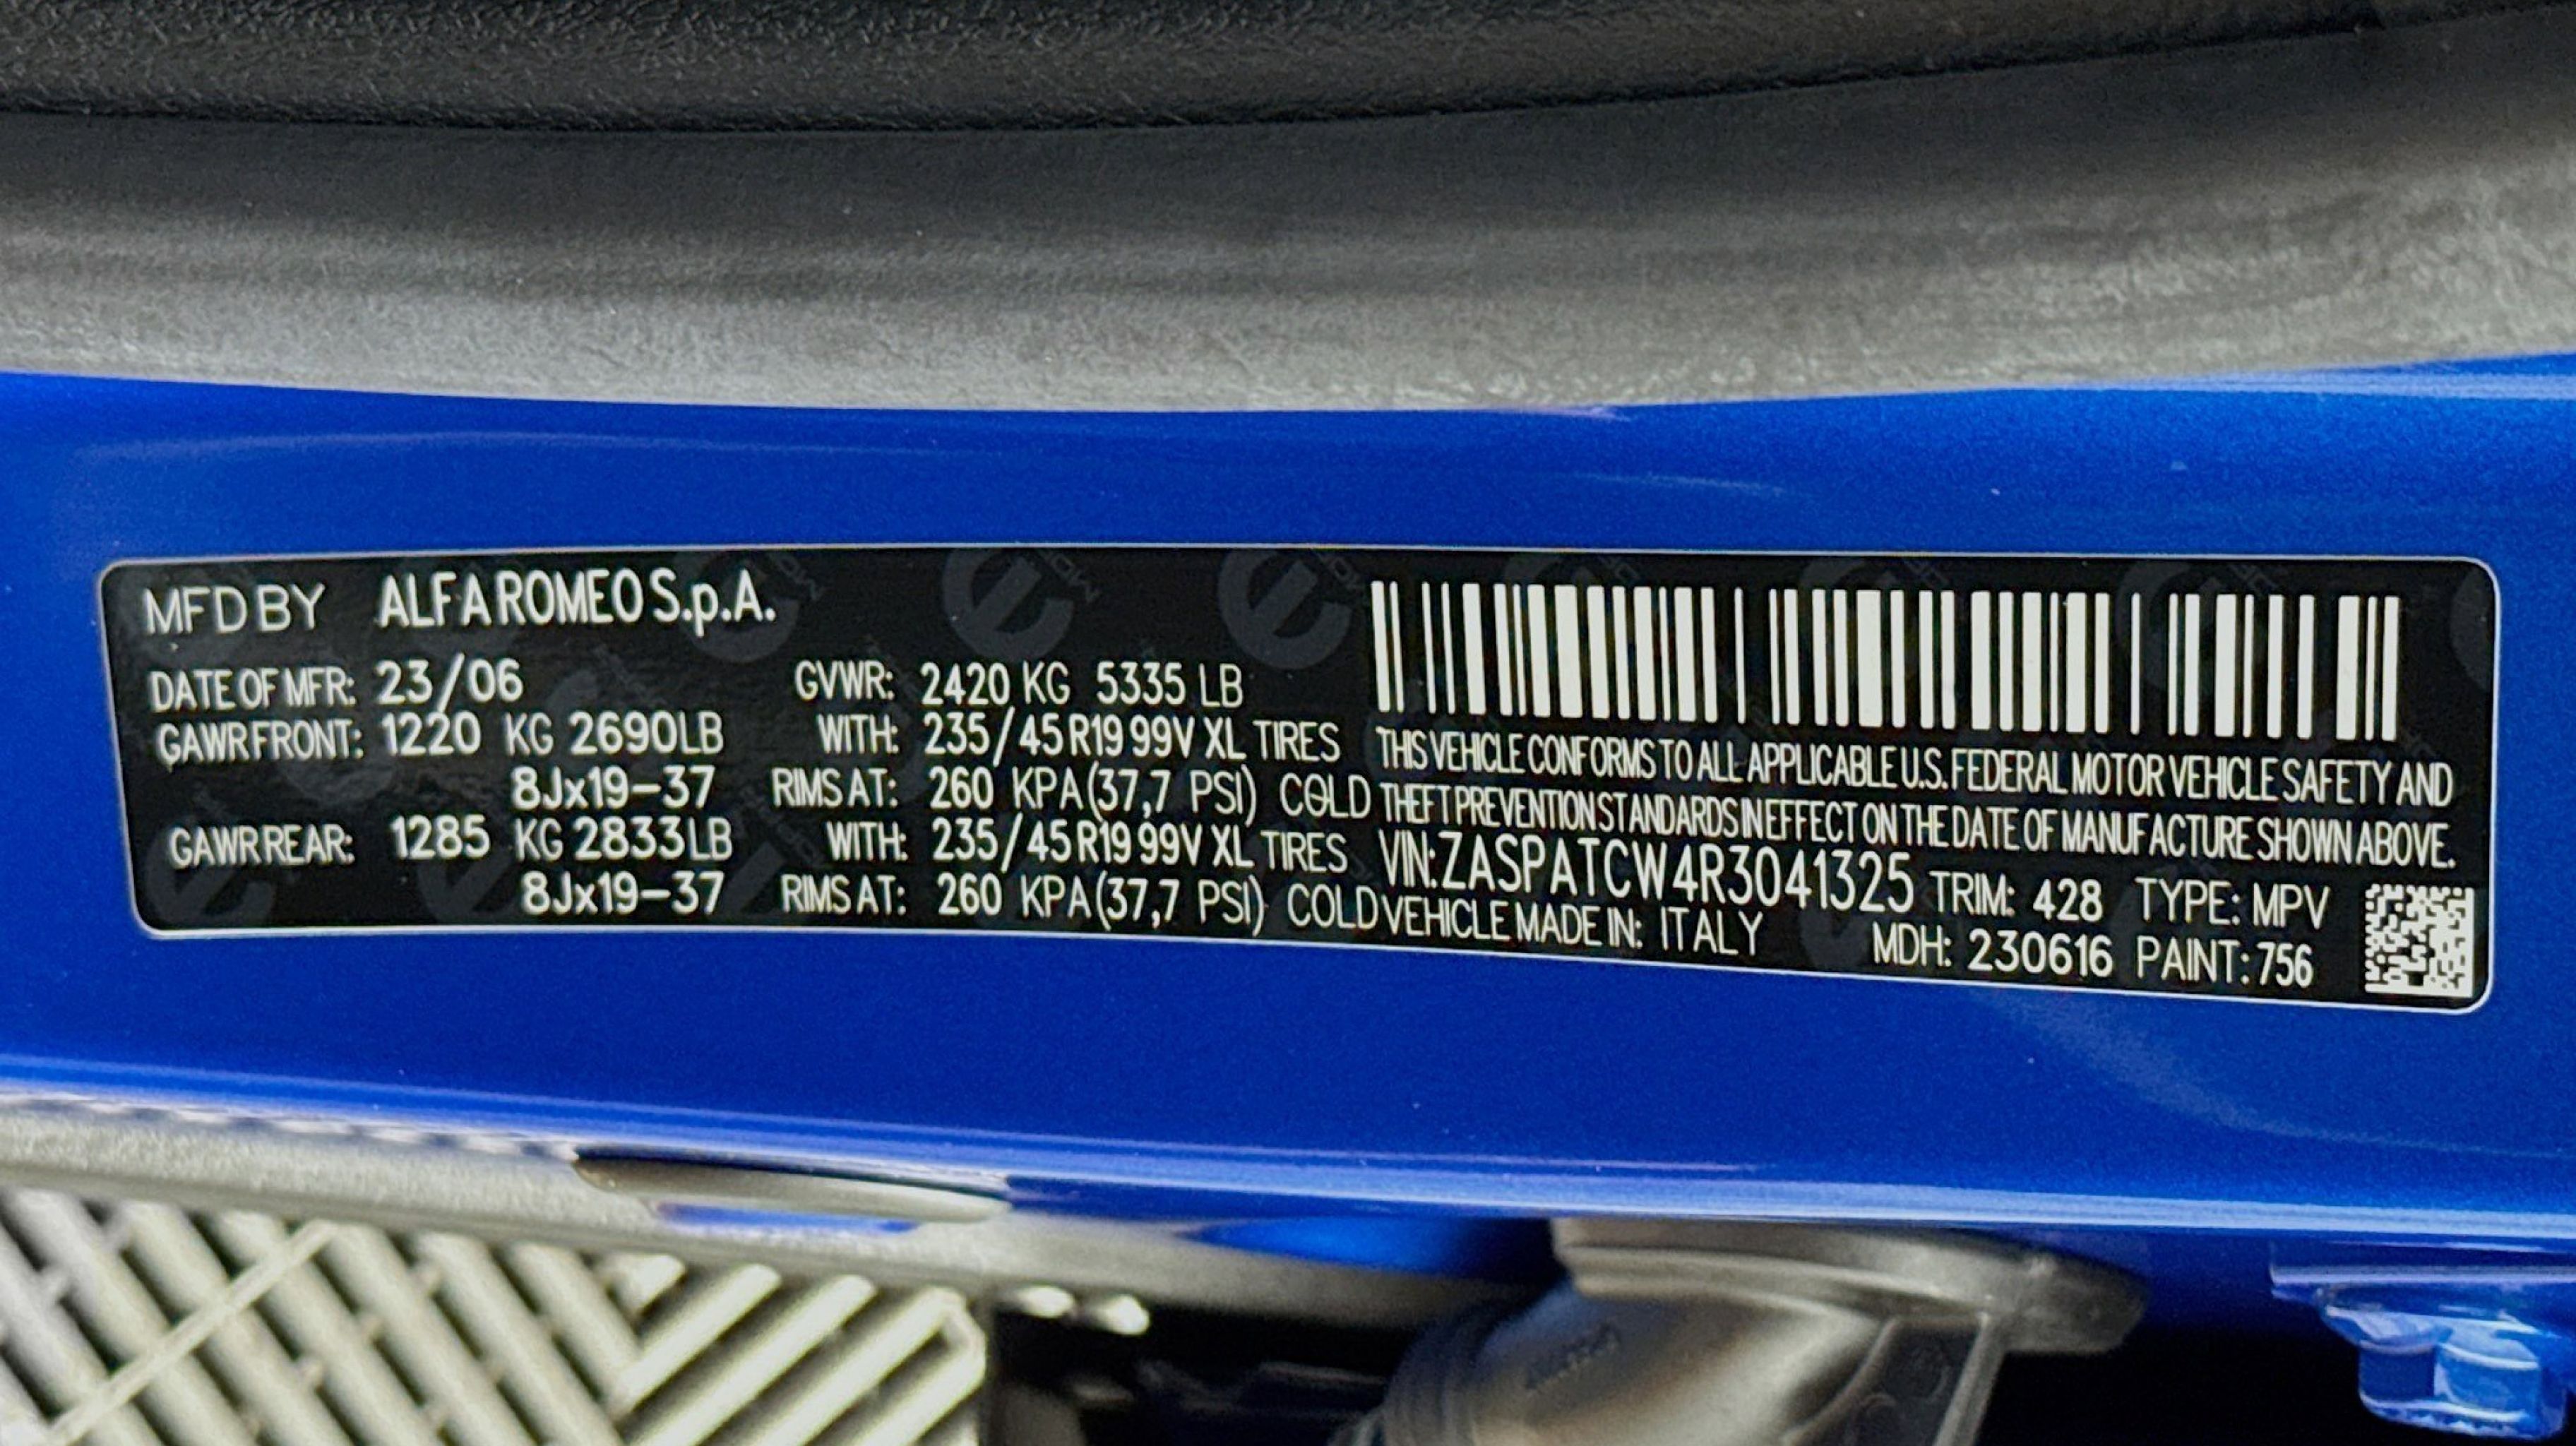 MFD BY ALFA ROMEO S.p.A.
DATE OF MFR: 23/06 GVWR: 2420 KG 5335 LB
GAWR FRONT: 1220 KG 2690LB WITH: 235/45 R19 99V XL TIRES
8Jx19-37 RIMS AT: 260 KPA (37,7 PSI) COLD
GAWR REAR: 1285 KG 2833LB WITH: 235/45 R19 99V XL TIRES
8Jx19-37 RIMS AT: 260 KPA (37,7 PSI) COLD
THIS VEHICLE CONFORMS TO ALL APPLICABLE U.S. FEDERAL MOTOR VEHICLE SAFETY AND
THEFT PREVENTION STANDARDS IN EFFECT ON THE DATE OF MANUFACTURE SHOWN ABOVE.
VIN: ZASPATCW4R3041325 TRIM: 428 TYPE: MPV
VEHICLE MADE IN: ITALY MDH: 230616 PAINT: 756